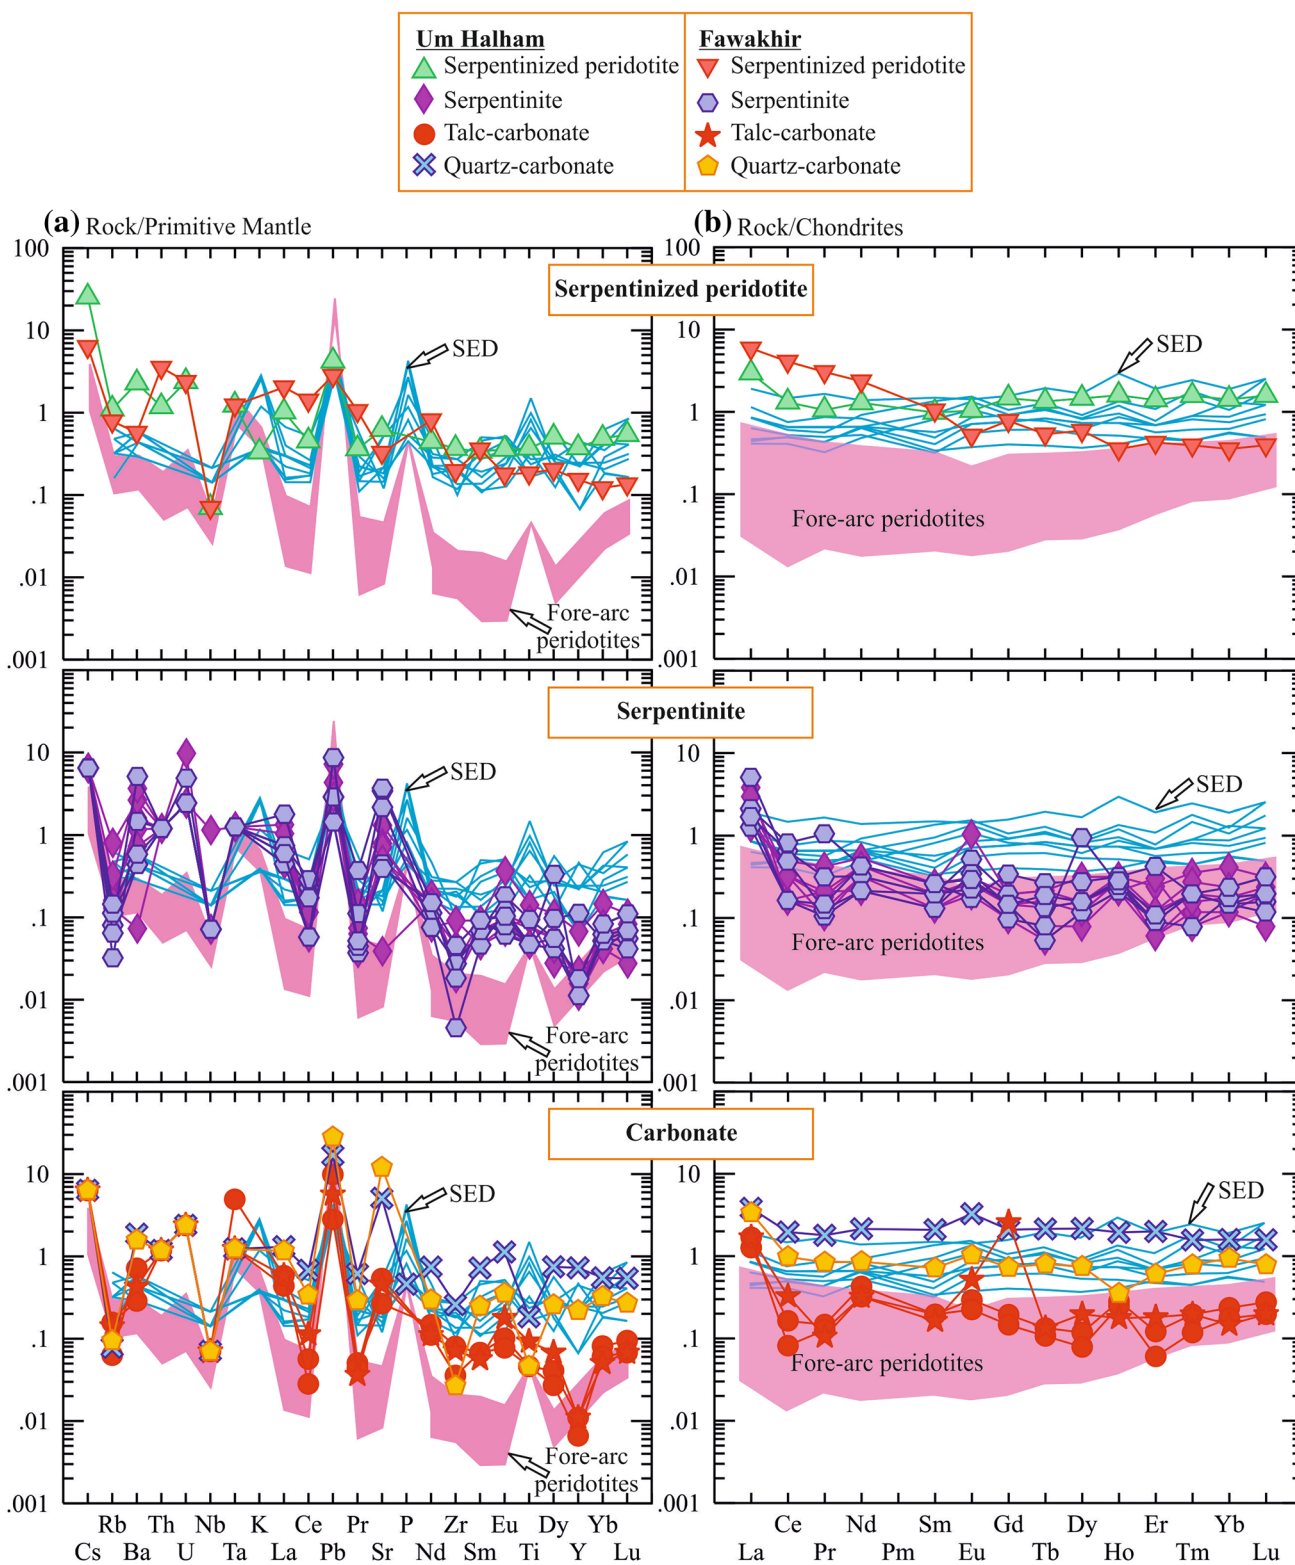 Um Halham
Serpentinized peridotite
Serpentinite
Talc-carbonate
Quartz-carbonate
Fawakhir
Serpentinized peridotite
Serpentinite
Talc-carbonate
Quartz-carbonate
(a) Rock/Primitive Mantle
(b) Rock/Chondrites
Serpentinized peridotite
100
10
1
.1
.01
.001
SED
Fore-arc
peridotites
100
10
1
.1
.01
.001
SED
Fore-arc peridotites
Serpentinite
10
1
.1
.01
.001
SED
Fore-arc
peridotites
10
1
.1
.01
.001
SED
Fore-arc peridotites
Carbonate
10
1
.1
.01
.001
SED
Fore-arc
peridotites
10
1
.1
.01
.001
SED
Fore-arc peridotites
Rb Th Nb K Ce Pr P Zr Eu Dy Yb
Cs Ba U Ta La Pb Sr Nd Sm Ti Y Lu
Ce Nd Sm Gd Dy Er Yb
La Pr Pm Eu Tb Ho Tm Lu